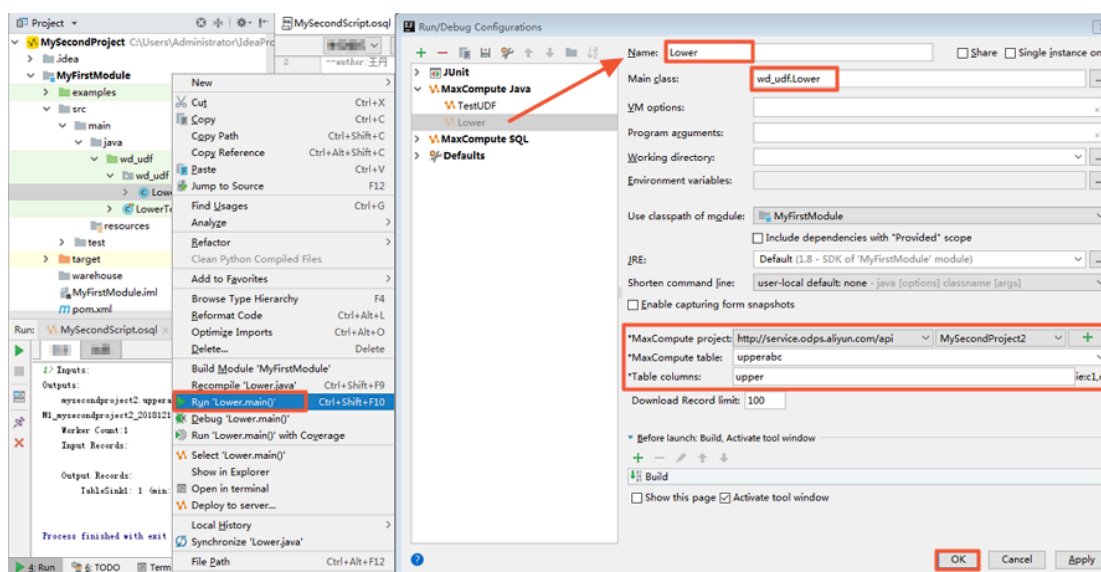 Project
MySecondProject C:\Users\Administrator\IdeaPro
.idea
MyFirstModule
examples
src
main
java
wd_udf
wd_udf
Low
LowerTe
resources
test
target
warehouse
MyFirstModule.iml
pom.xml
MySecondScript.osql
2 --author:王丹
New
Cut Ctrl+X
Copy Ctrl+C
Copy Path Ctrl+Shift+C
Copy Reference Ctrl+Alt+Shift+C
Paste Ctrl+V
Jump to Source F12
Find Usages Ctrl+G
Analyze
Refactor
Clean Python Compiled Files
Add to Favorites
Browse Type Hierarchy F4
Reformat Code Ctrl+Alt+L
Optimize Imports Ctrl+Alt+O
Delete... Delete
Build Module 'MyFirstModule'
Recompile 'Lower.java' Ctrl+Shift+F9
Run 'Lower.main()' Ctrl+Shift+F10
Debug 'Lower.main()'
Run 'Lower.main()' with Coverage
Select 'Lower.main()'
Show in Explorer
Open in terminal
Deploy to server...
Local History
Synchronize 'Lower.java'
File Path Ctrl+Alt+F12
Run: MySecondScript.osql
Inputs:
Outputs:
mysecondproject2.uppera
M1_mysecondproject2_2018121
Worker Count:1
Input Records:
Output Records:
TableSink1: 1 (min:
Process finished with exit
4: Run 6: TODO Term
Run/Debug Configurations
JUnit
MaxCompute Java
TestUDF
Lower
MaxCompute SQL
Defaults
Name: Lower Share Single instance on
Main class: wd_udf.Lower
VM options:
Program arguments:
Working directory:
Environment variables:
Use classpath of module: MyFirstModule
Include dependencies with "Provided" scope
JRE: Default (1.8 - SDK of 'MyFirstModule' module)
Shorten command line: user-local default: none - java [options] classname [args]
Enable capturing form snapshots
*MaxCompute project: http://service.odps.aliyun.com/api MySecondProject2
*MaxCompute table: upperabc
*Table columns: upper ie:c1,c
Download Record limit: 100
Before launch: Build, Activate tool window
Build
Show this page Activate tool window
OK Cancel Apply